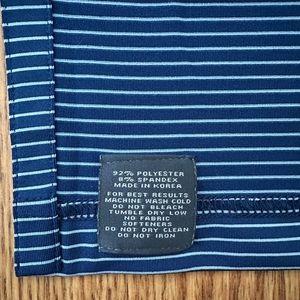 92% POLYESTER
8% SPANDEX
MADE IN KOREA
FOR BEST RESULTS
MACHINE WASH COLD
DO NOT BLEACH
TUMBLE DRY LOW
NO FABRIC
SOFTENERS
DO NOT DRY CLEAN
DO NOT IRON